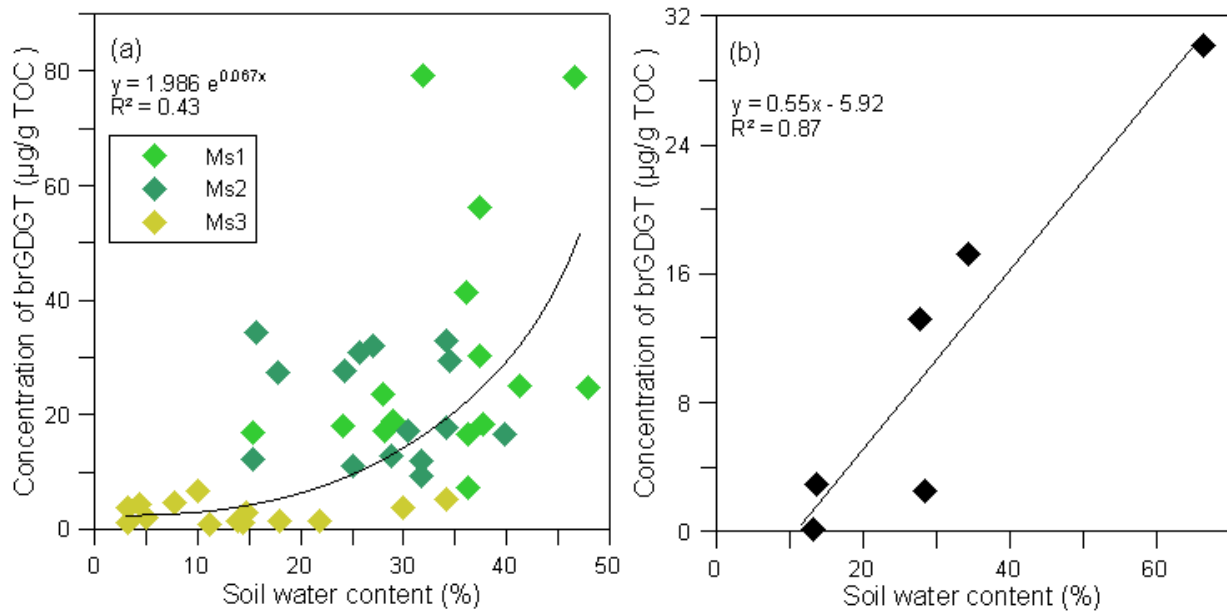 (a)
y = 1.986 e^0.067x
R² = 0.43
Ms1
Ms2
Ms3
Concentration of brGDGT (µg/g TOC )
80
60
40
20
0
0 10 20 30 40 50
Soil water content (%)
(b)
y = 0.55x - 5.92
R² = 0.87
Concentration of brGDGT (µg/g TOC)
32
24
16
8
0
0 20 40 60
Soil water content (%)